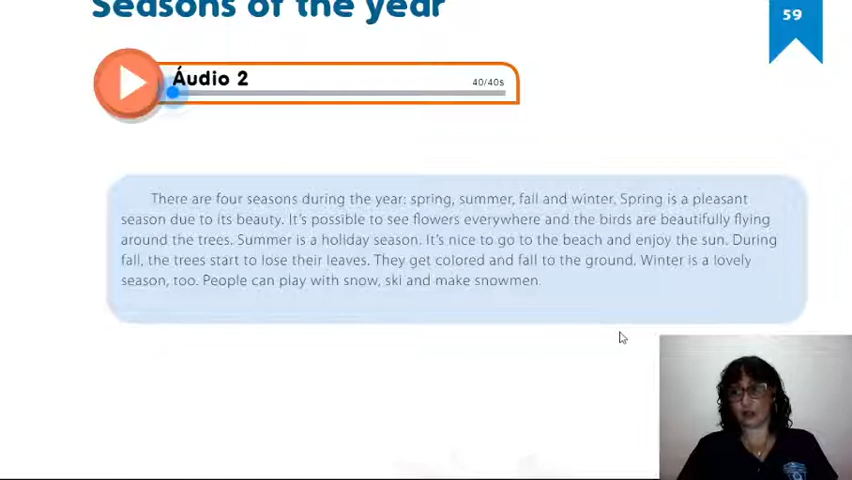 Seasons of the year
59
Áudio 2
40/40s
There are four seasons during the year: spring, summer, fall and winter. Spring is a pleasant
season due to its beauty. It's possible to see flowers everywhere and the birds are beautifully flying
around the trees. Summer is a holiday season. It's nice to go to the beach and enjoy the sun. During
fall, the trees start to lose their leaves. They get colored and fall to the ground. Winter is a lovely
season, too. People can play with snow, ski and make snowmen.